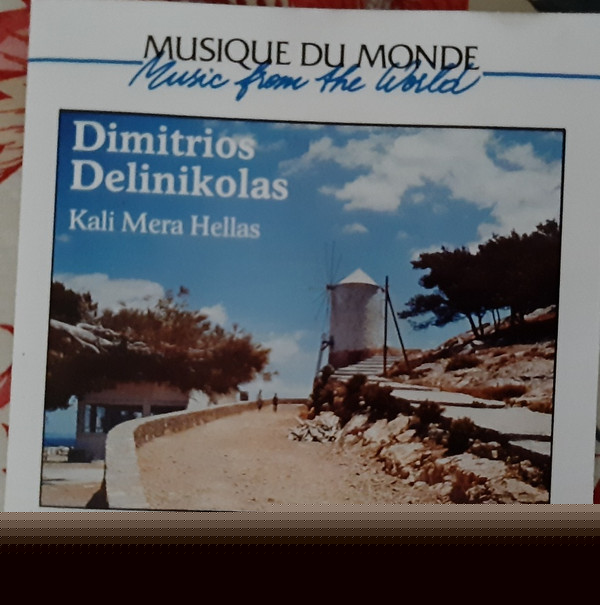 MUSIQUE DU MONDE
Music from the World
Dimitrios
Delinikolas
Kali Mera Hellas